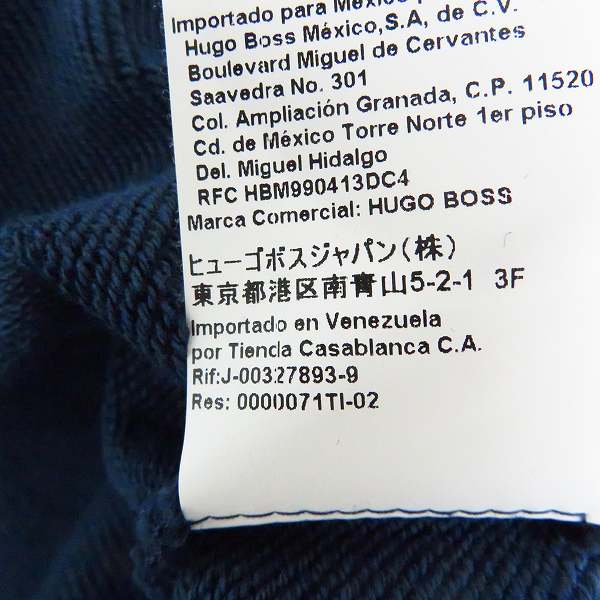 Importado para México p
Hugo Boss México,S.A, de C.V.
Boulevard Miguel de Cervantes
Saavedra No. 301
Col. Ampliación Granada, C.P. 11520
Cd. de México Torre Norte 1er piso
Del. Miguel Hidalgo
RFC HBM990413DC4
Marca Comercial: HUGO BOSS
ヒューゴボスジャパン(株)
東京都港区南青山5-2-1 3F
Importado en Venezuela
por Tienda Casablanca C.A.
Rif:J-00327893-9
Res: 0000071TI-02